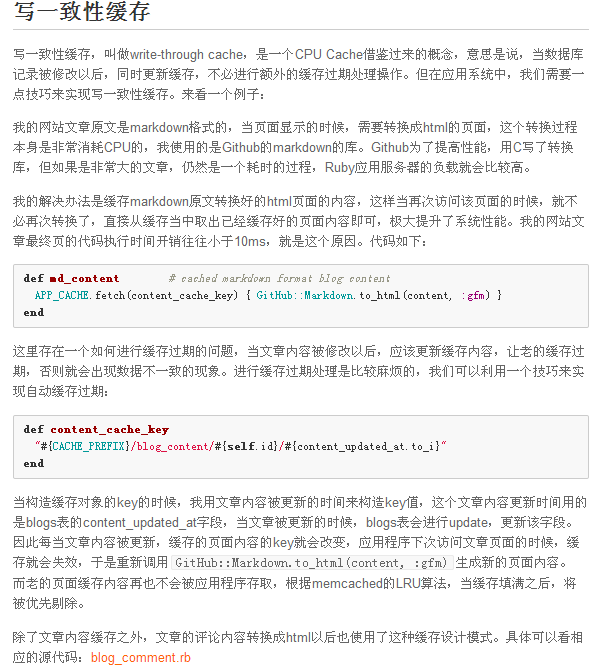 写一致性缓存
写一致性缓存，叫做write-through cache，是一个CPU Cache借鉴过来的概念，意思是说，当数据库
记录被修改以后，同时更新缓存，不必进行额外的缓存过期处理操作。但在应用系统中，我们需要一
点技巧来实现写一致性缓存。来看一个例子：
我的网站文章原文是markdown格式的，当页面显示的时候，需要转换成html的页面，这个转换过程
本身是非常消耗CPU的，我使用的是Github的markdown的库。Github为了提高性能，用C写了转换
库，但如果是非常大的文章，仍然是一个耗时的过程，Ruby应用服务器的负载就会比较高。
我的解决办法是缓存markdown原文转换好的html页面的内容，这样当再次访问该页面的时候，就不
必再次转换了，直接从缓存当中取出已经缓存好的页面内容即可，极大提升了系统性能。我的网站文
章最终页的代码执行时间开销往往小于10ms，就是这个原因。代码如下：
def md_content # cached markdown format blog content
APP_CACHE.fetch(content_cache_key) { GitHub::Markdown.to_html(content, :gfm) }
end
这里存在一个如何进行缓存过期的问题，当文章内容被修改以后，应该更新缓存内容，让老的缓存过
期，否则就会出现数据不一致的现象。进行缓存过期处理是比较麻烦的，我们可以利用一个技巧来实
现自动缓存过期：
def content_cache_key
"#{CACHE_PREFIX}/blog_content/#{self.id}/#{content_updated_at.to_i}"
end
当构造缓存对象的key的时候，我用文章内容被更新的时间来构造key值，这个文章内容更新时间用的
是blogs表的content_updated_at字段，当文章被更新的时候，blogs表会进行update，更新该字段。
因此每当文章内容被更新，缓存的页面内容的key就会改变，应用程序下次访问文章页面的时候，缓
存就会失效，于是重新调用 GitHub::Markdown.to_html(content, :gfm) 生成新的页面内容。
而老的页面缓存内容再也不会被应用程序存取，根据memcached的LRU算法，当缓存填满之后，将
被优先剔除。
除了文章内容缓存之外，文章的评论内容转换成html以后也使用了这种缓存设计模式。具体可以看相
应的源代码：blog_comment.rb